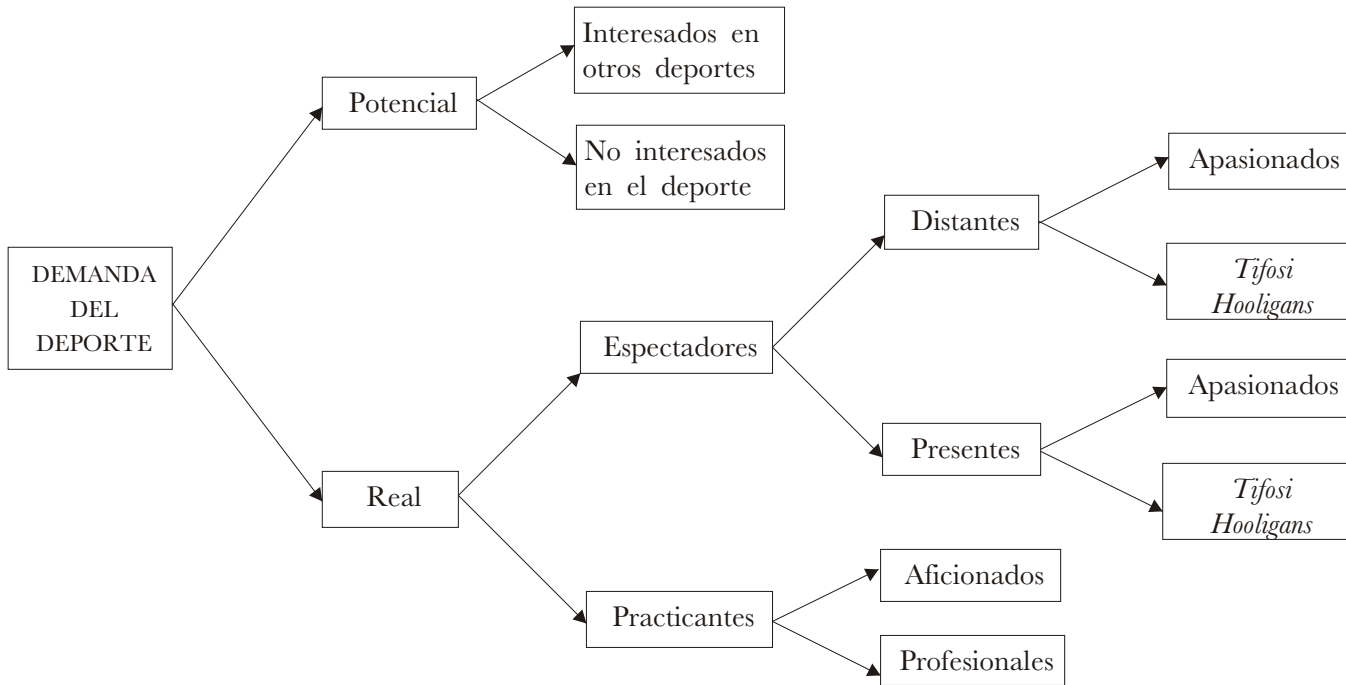 Interesados en
otros deportes
Potencial
No interesados
en el deporte
Apasionados
Distantes
DEMANDA
DEL
DEPORTE
Tifosi
Hooligans
Espectadores
Apasionados
Presentes
Real
Tifosi
Hooligans
Aficionados
Practicantes
Profesionales